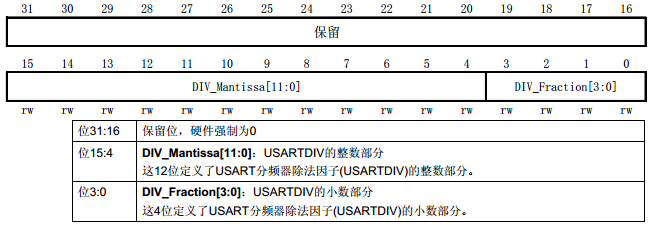 31 30 29 28 27 26 25 24 23 22 21 20 19 18 17 16
保留
15 14 13 12 11 10 9 8 7 6 5 4 3 2 1 0
DIV_Mantissa[11:0] DIV_Fraction[3:0]
rw rw rw rw rw rw rw rw rw rw rw rw rw rw rw rw
位31:16 保留位，硬件强制为0
位15:4 DIV_Mantissa[11:0]：USARTDIV的整数部分
这12位定义了USART分频器除法因子(USARTDIV)的整数部分。
位3:0 DIV_Fraction[3:0]：USARTDIV的小数部分
这4位定义了USART分频器除法因子(USARTDIV)的小数部分。